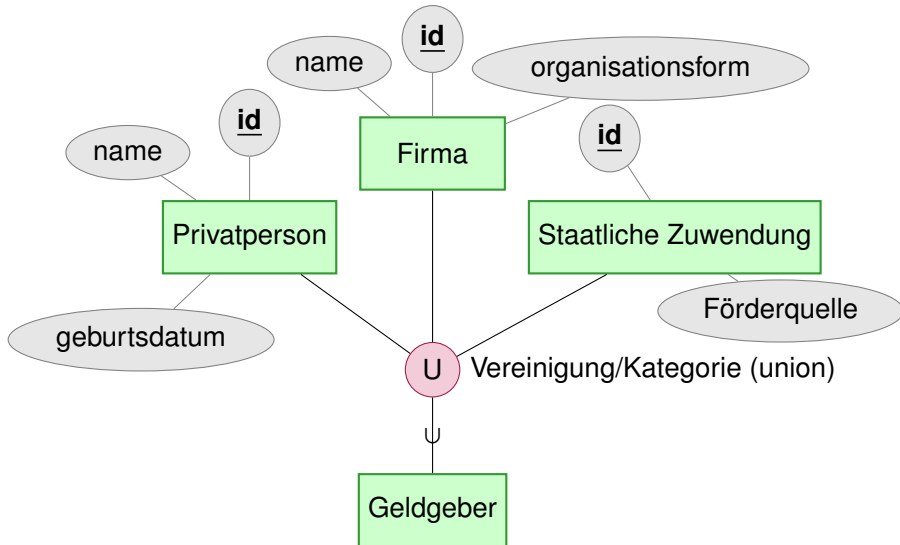 id
name
organisationsform
id
Firma
id
name
Privatperson
Staatliche Zuwendung
Förderquelle
geburtsdatum
U
Vereinigung/Kategorie (union)
∪
Geldgeber